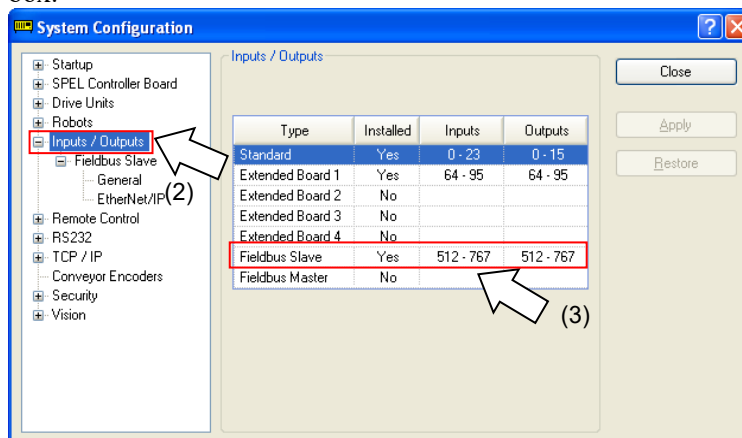 System Configuration
Startup
SPEL Controller Board
Drive Units
Robots
Inputs / Outputs
Fieldbus Slave
General
EtherNet/IP
Remote Control
RS232
TCP / IP
Conveyor Encoders
Security
Vision
(2)
Inputs / Outputs
Type Installed Inputs Outputs
Standard Yes 0 - 23 0 - 15
Extended Board 1 Yes 64 - 95 64 - 95
Extended Board 2 No
Extended Board 3 No
Extended Board 4 No
Fieldbus Slave Yes 512 - 767 512 - 767
Fieldbus Master No
(3)
Close
Apply
Restore